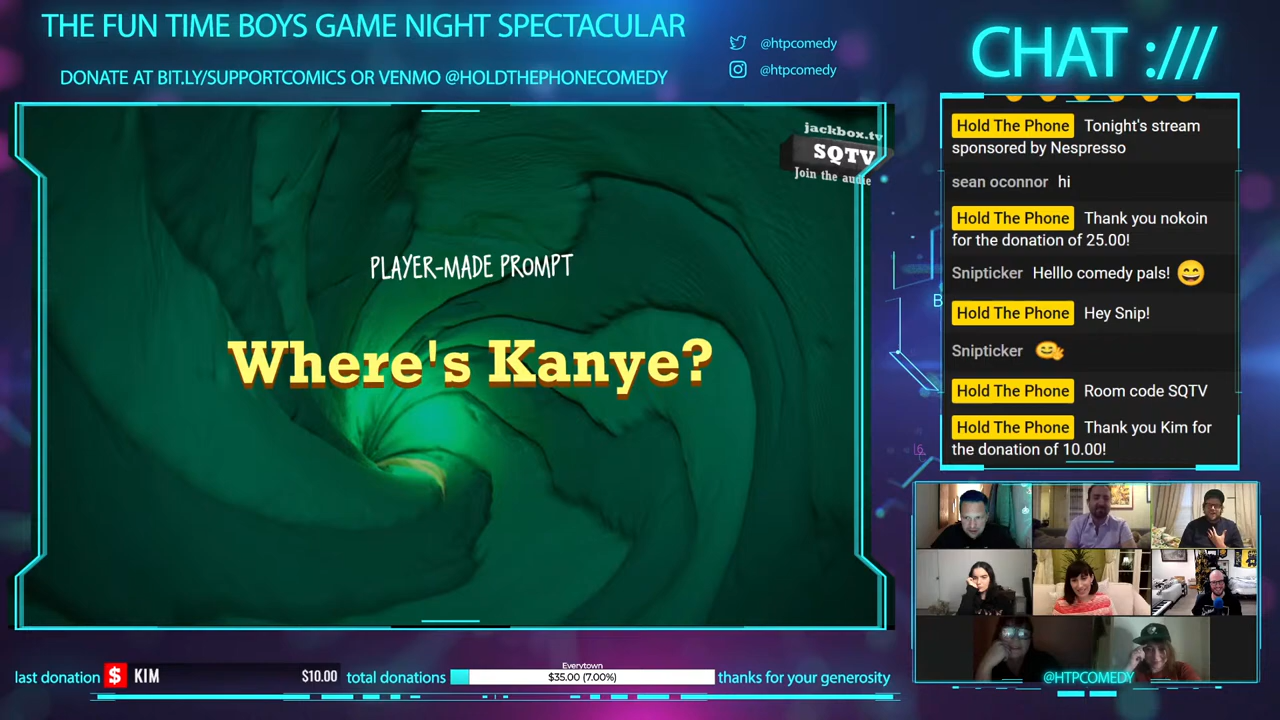 THE FUN TIME BOYS GAME NIGHT SPECTACULAR
DONATE AT BIT.LY/SUPPORTCOMICS OR VENMO @HOLDTHEPHONECOMEDY
@htpcomedy
@htpcomedy
CHAT :///
jackbox.tv
SQTV
Join the audie
PLAYER-MADE PROMPT
Where's Kanye?
Hold The Phone Tonight's stream
sponsored by Nespresso
sean oconnor hi
Hold The Phone Thank you nokoin
for the donation of 25.00!
Snipticker Helllo comedy pals! 😄
Hold The Phone Hey Snip!
Snipticker
Hold The Phone Room code SQTV
Hold The Phone Thank you Kim for
the donation of 10.00!
@HTPCOMEDY
last donation $ KIM $10.00 total donations
Everytown
$35.00 (7.00%)
thanks for your generosity